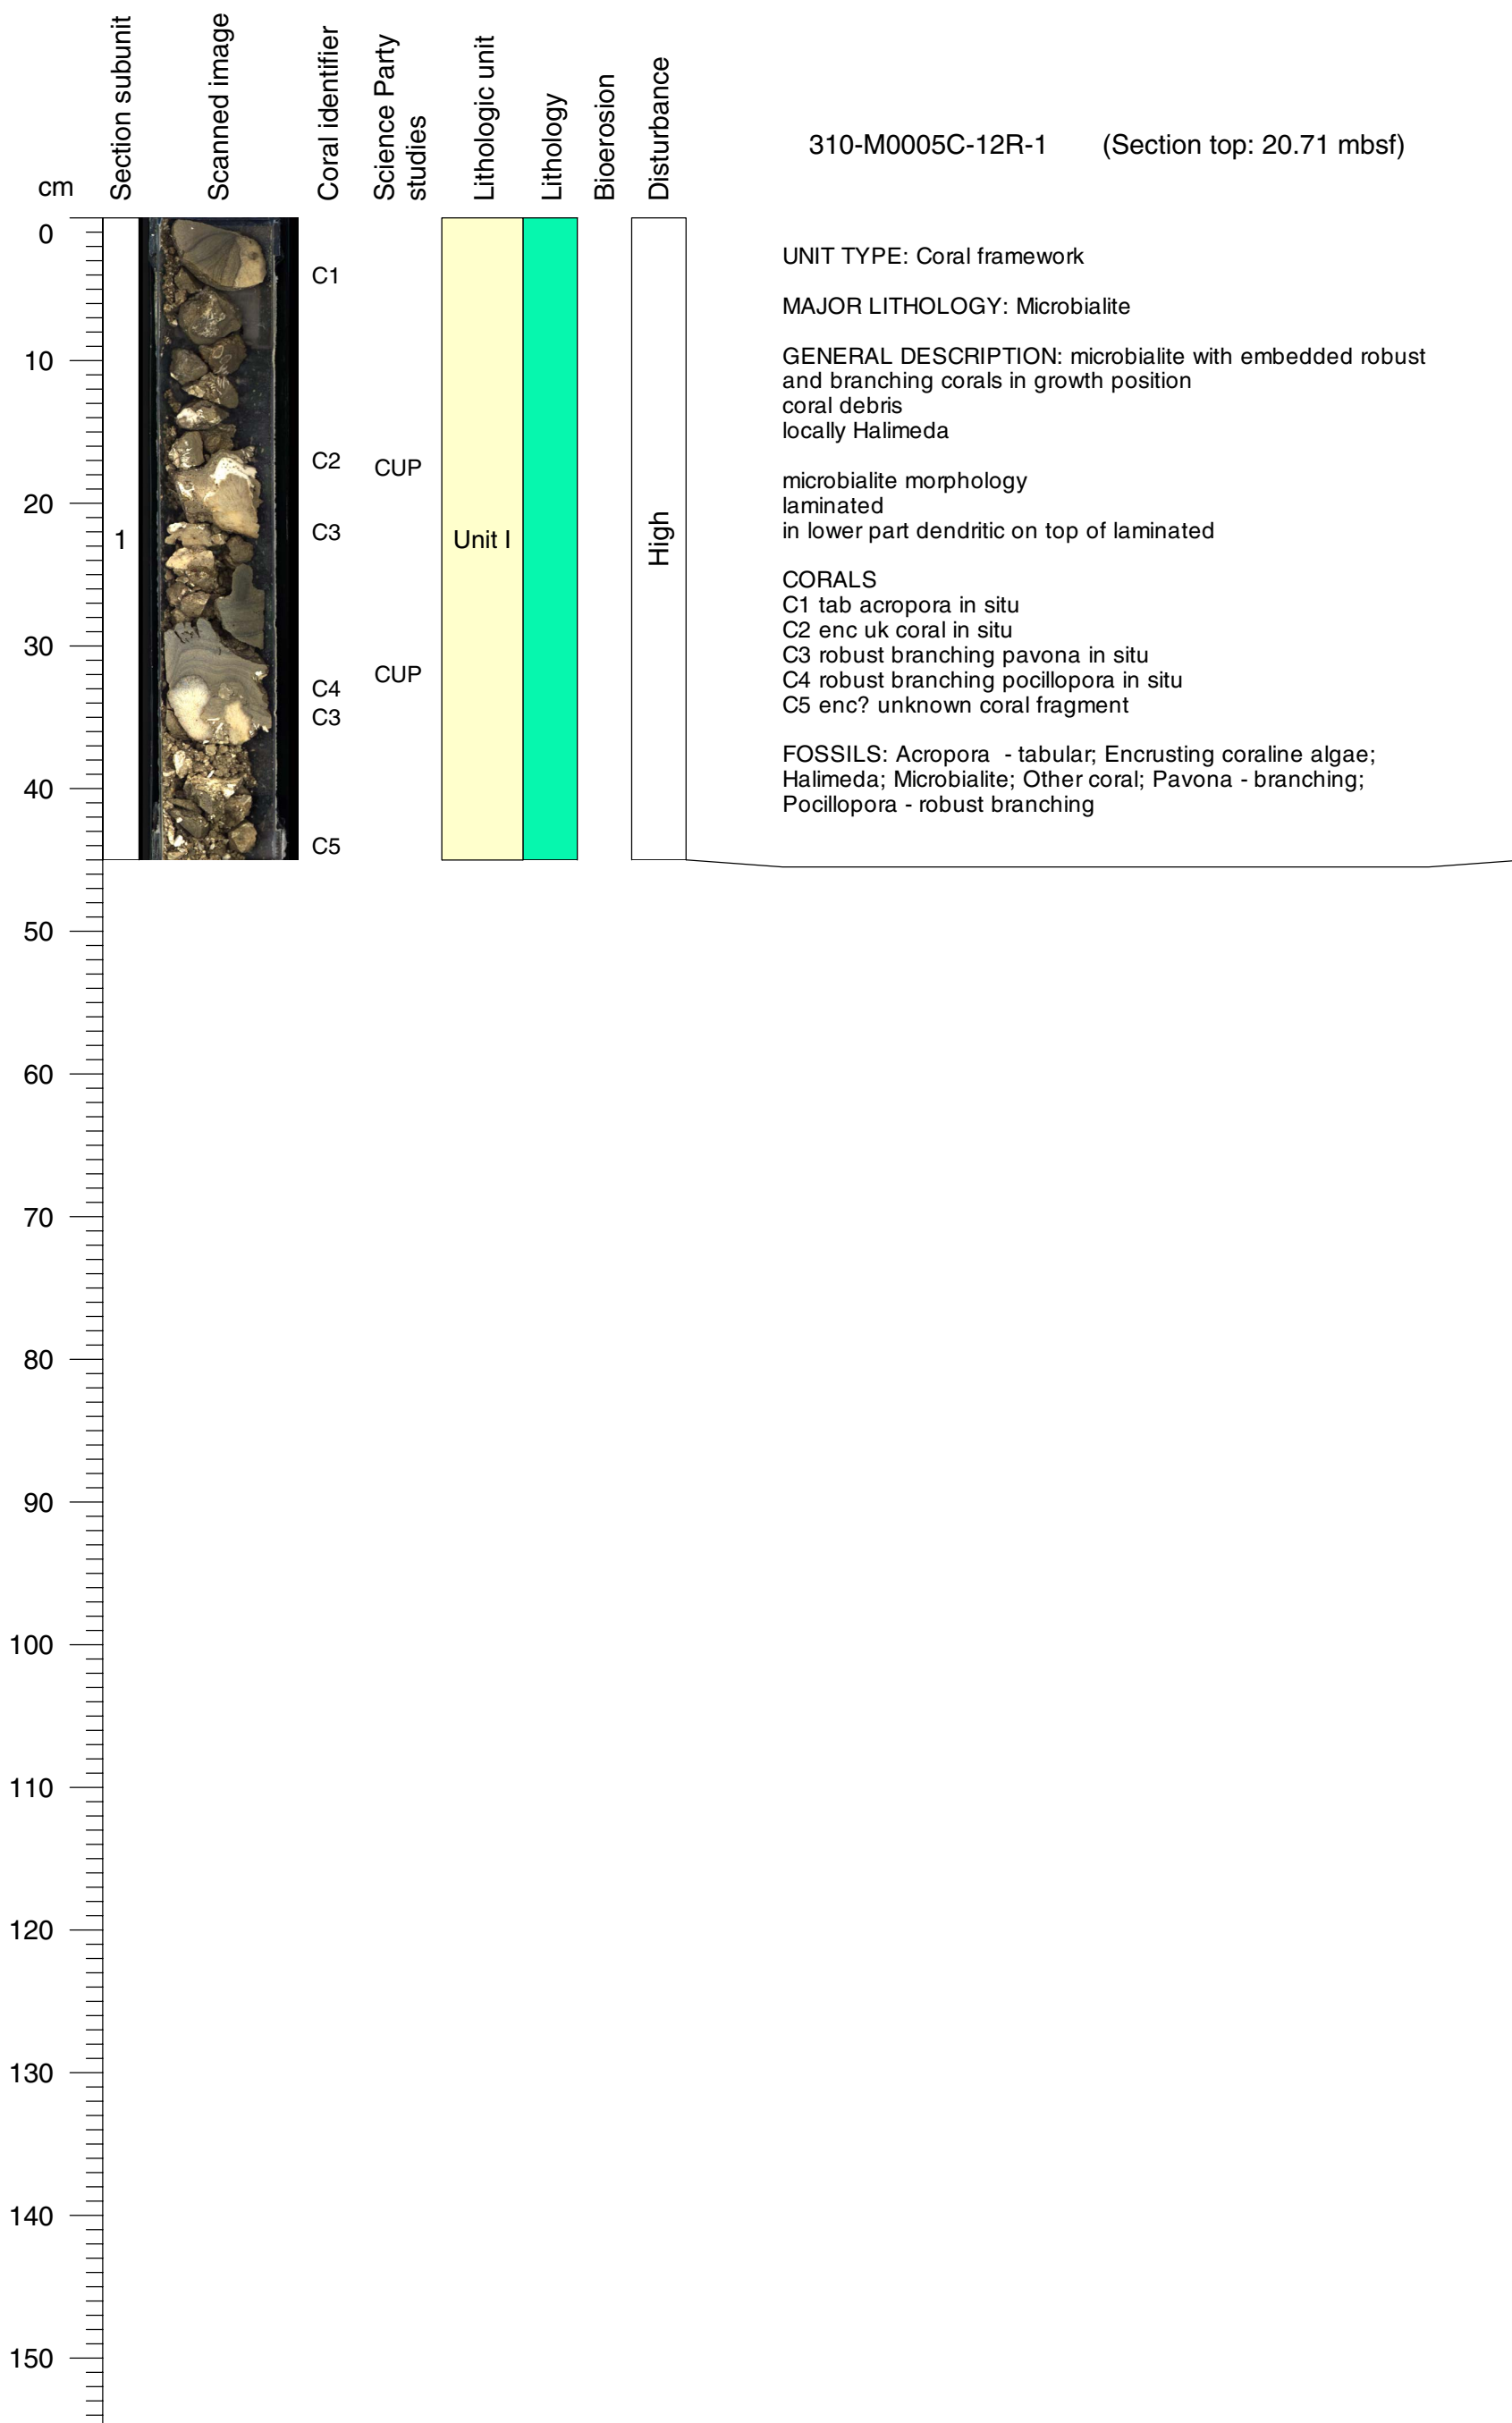 cm
Section subunit
Scanned image
Coral identifier
Science Party
studies
Lithologic unit
Lithology
Bioerosion
Disturbance
310-M0005C-12R-1 (Section top: 20.71 mbsf)
0
10
20
30
40
50
60
70
80
90
100
110
120
130
140
150
1
C1
C2
C3
C4
C3
C5
CUP
CUP
Unit I
High
UNIT TYPE: Coral framework
MAJOR LITHOLOGY: Microbialite
GENERAL DESCRIPTION: microbialite with embedded robust
and branching corals in growth position
coral debris
locally Halimeda
microbialite morphology
laminated
in lower part dendritic on top of laminated
CORALS
C1 tab acropora in situ
C2 enc uk coral in situ
C3 robust branching pavona in situ
C4 robust branching pocillopora in situ
C5 enc? unknown coral fragment
FOSSILS: Acropora - tabular; Encrusting coraline algae;
Halimeda; Microbialite; Other coral; Pavona - branching;
Pocillopora - robust branching